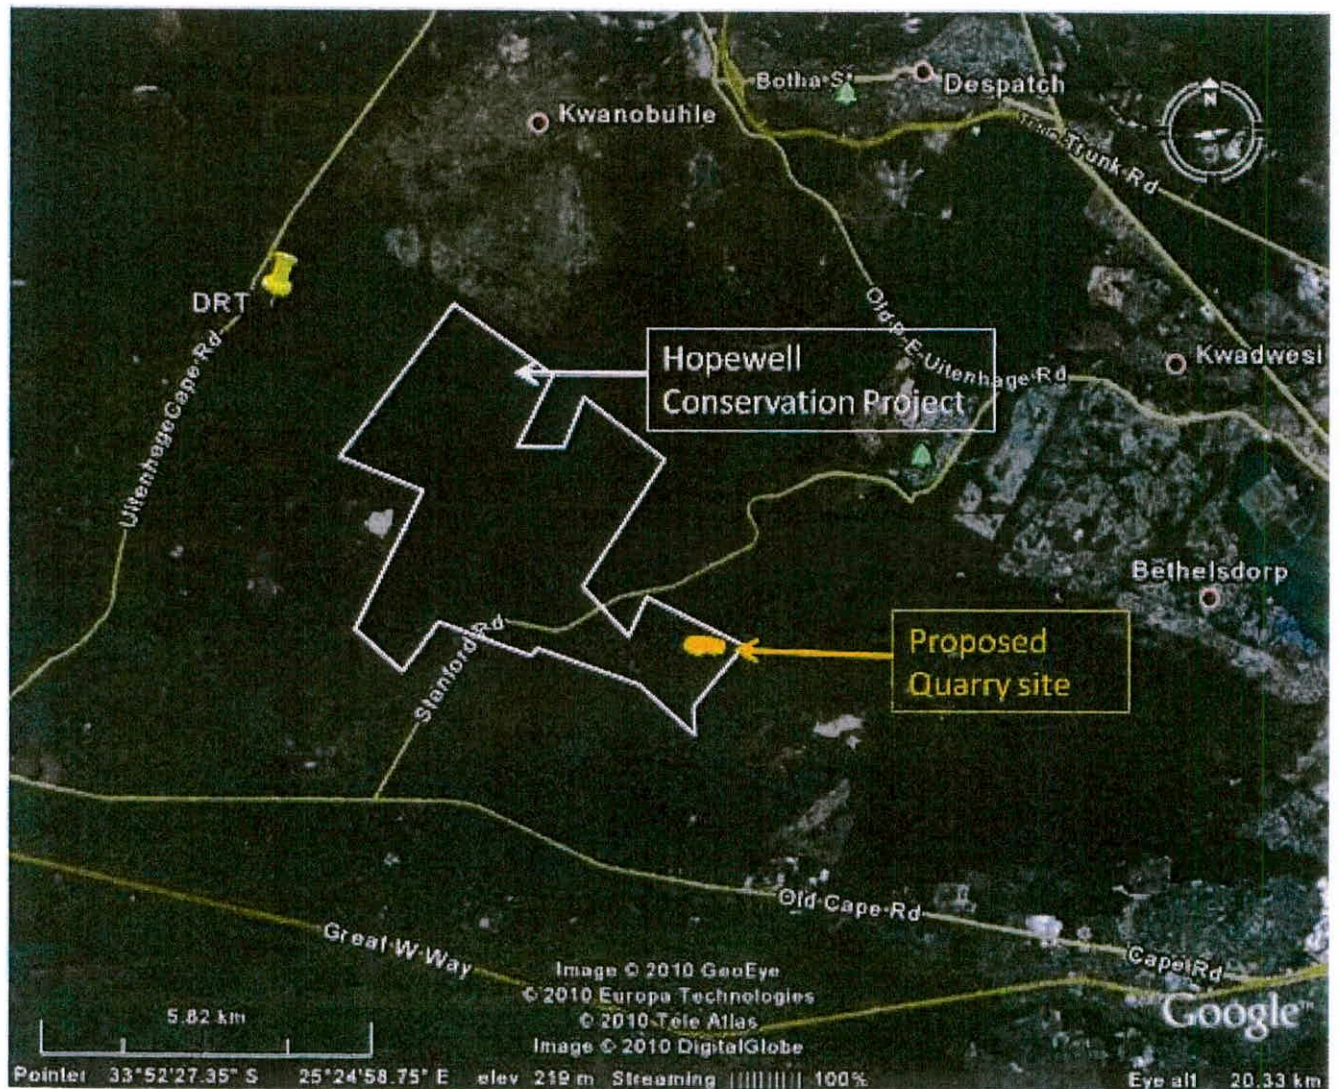 Botha St
Despatch
Kwanobuhle
N
Trunk Rd
DRT
Old P-E-Uitenhage Rd
Kwadwesi
Hopewell
Conservation Project
Uitenhage Cape Rd
Bethelsdorp
Stanford Rd
Proposed
Quarry site
Old Cape Rd
Great W Way
Cape Rd
Image © 2010 GeoEye
© 2010 Europa Technologies
© 2010 Tele Atlas
Image © 2010 DigitalGlobe
Google™
5.82 km
Pointer 33°52'27.35" S 25°24'58.75" E elev 219 m Streaming |||||||||| 100% Eye alt 20.33 km